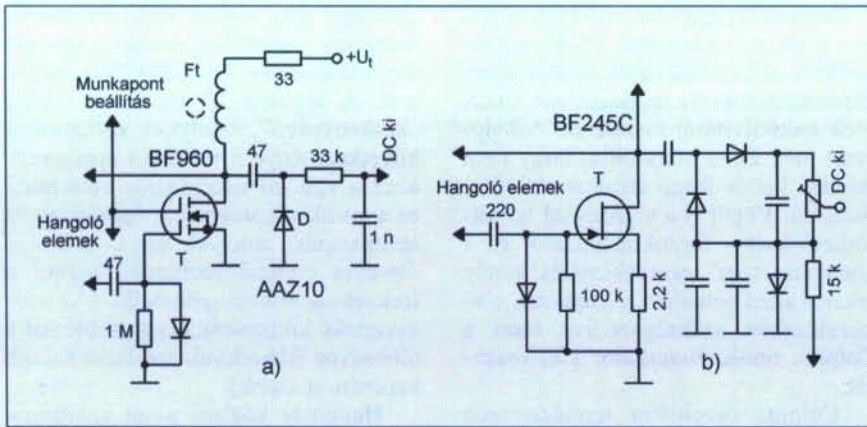 Ft
33
+Ut
Munkapont
beállítás
BF960
47
33 k
DC ki
Hangoló
elemek
47
T
D
1 n
AAZ10
1 M
a)
BF245C
Hangoló elemek
220
T
DC ki
100 k
2,2 k
15 k
b)